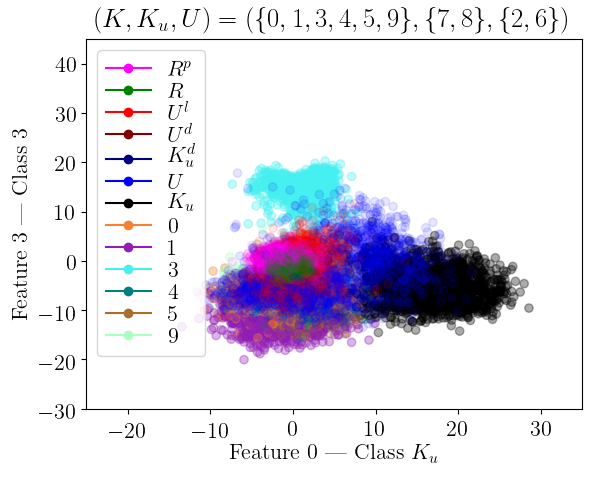 (K, K_u, U) = ({0, 1, 3, 4, 5, 9}, {7, 8}, {2, 6})
40
30
20
10
0
−10
−20
−30
Feature 3 — Class 3
R^p
R
U^l
U^d
K_u^d
U
K_u
0
1
3
4
5
9
−20
−10
0
10
20
30
Feature 0 — Class K_u